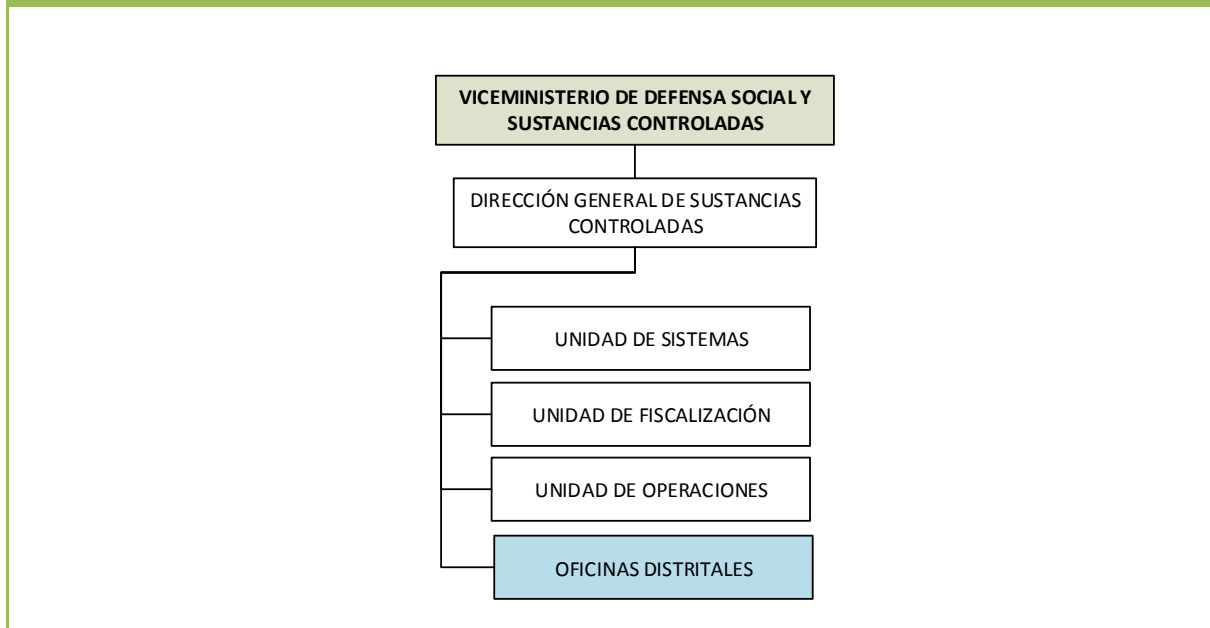 VICEMINISTERIO DE DEFENSA SOCIAL Y
SUSTANCIAS CONTROLADAS
DIRECCIÓN GENERAL DE SUSTANCIAS
CONTROLADAS
UNIDAD DE SISTEMAS
UNIDAD DE FISCALIZACIÓN
UNIDAD DE OPERACIONES
OFICINAS DISTRITALES